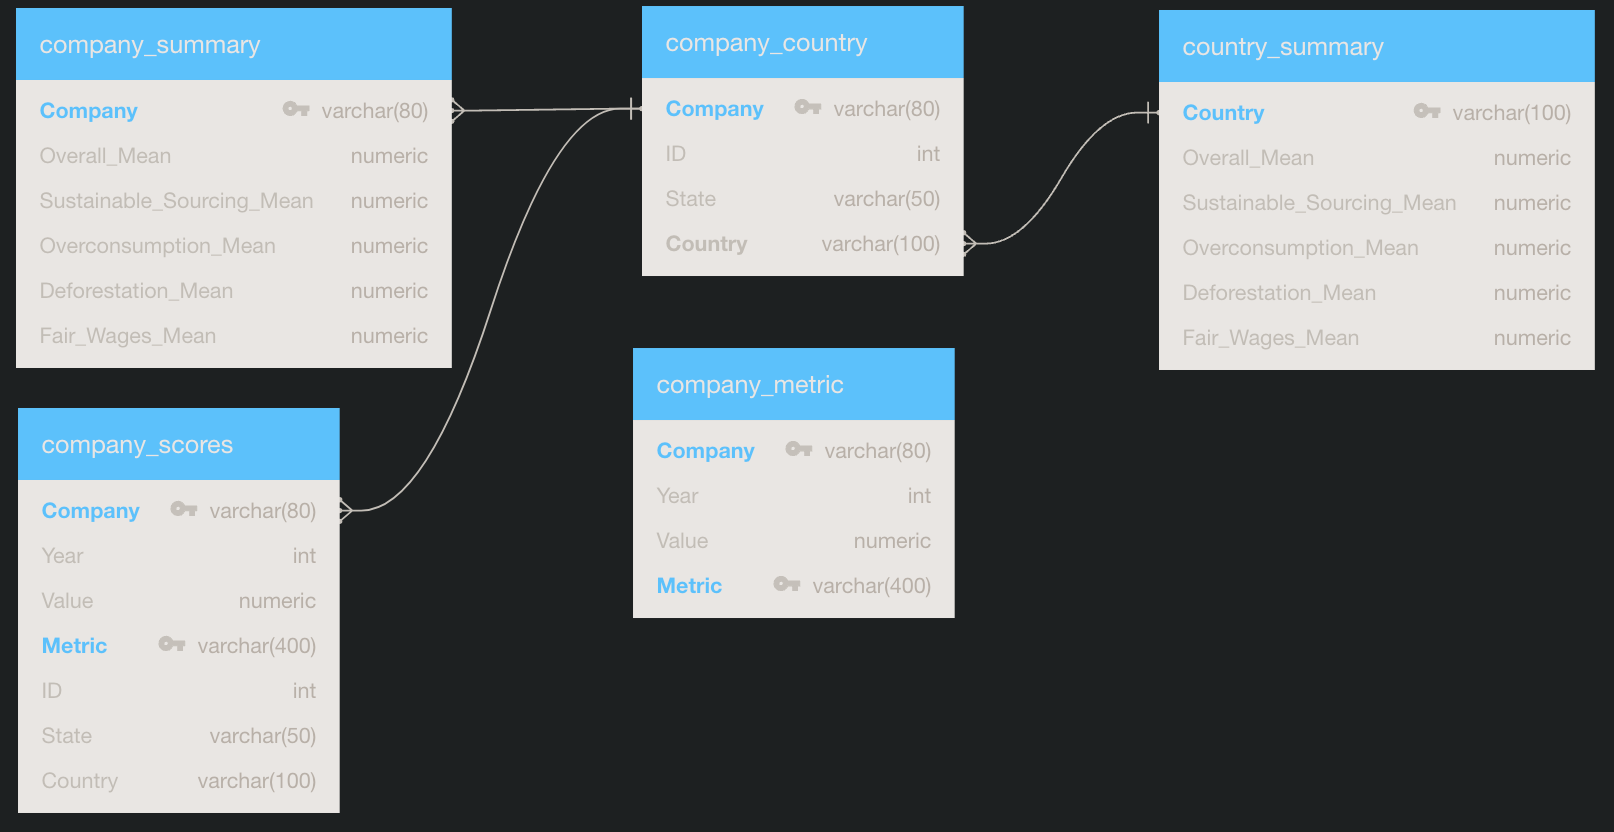 company_summary
Company varchar(80)
Overall_Mean numeric
Sustainable_Sourcing_Mean numeric
Overconsumption_Mean numeric
Deforestation_Mean numeric
Fair_Wages_Mean numeric
company_country
Company varchar(80)
ID int
State varchar(50)
Country varchar(100)
country_summary
Country varchar(100)
Overall_Mean numeric
Sustainable_Sourcing_Mean numeric
Overconsumption_Mean numeric
Deforestation_Mean numeric
Fair_Wages_Mean numeric
company_scores
Company varchar(80)
Year int
Value numeric
Metric varchar(400)
ID int
State varchar(50)
Country varchar(100)
company_metric
Company varchar(80)
Year int
Value numeric
Metric varchar(400)